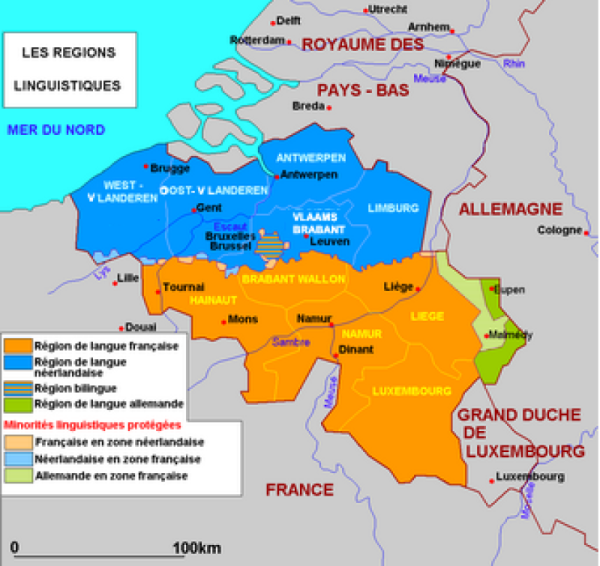 LES REGIONS
LINGUISTIQUES
MER DU NORD
Delft
Utrecht
Rotterdam
Arnhem
ROYAUME DES
Nimègue
Rhin
Meuse
PAYS - BAS
Breda
ANTWERPEN
Brugge
Antwerpen
WEST -
VLANDEREN
OOST- VLANDEREN
Gent
LIMBURG
ALLEMAGNE
VLAAMS
BRABANT
Escaut
Bruxelles
Brussel
Leuven
Cologne
Lys
Lille
Tournai
BRABANT WALLON
HAINAUT
Liège
Eupen
Douai
Mons
Namur
LIEGE
NAMUR
Malmédy
Sambre
Dinant
Meuse
LUXEMBOURG
Région de langue française
Région de langue
néerlandaise
Région bilingue
Région de langue allemande
Minorités linguistiques protégées
Française en zone néerlandaise
Néerlandaise en zone française
Allemande en zone française
GRAND DUCHE
DE
LUXEMBOURG
Luxembourg
Moselle
FRANCE
0
100km